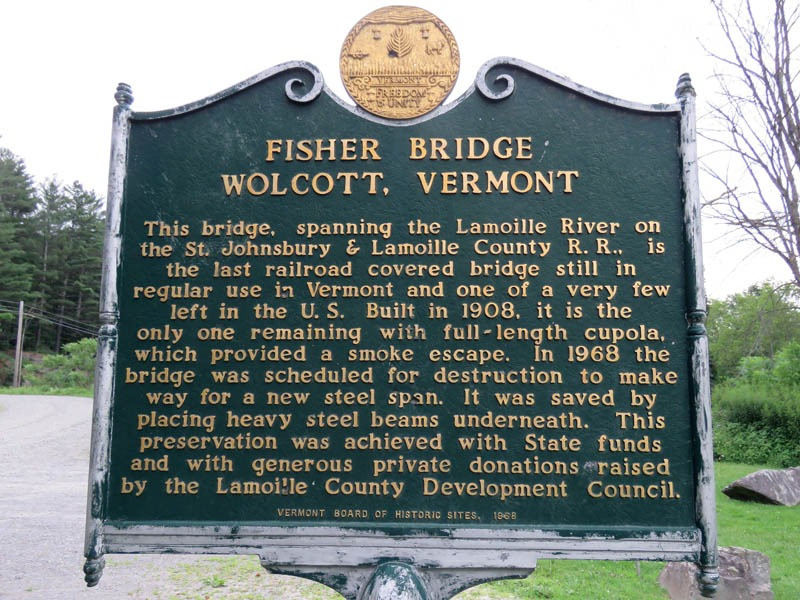 VERMONT
FREEDOM
& UNITY
FISHER BRIDGE
WOLCOTT, VERMONT
This bridge, spanning the Lamoille River on
the St. Johnsbury & Lamoille County R.R., is
the last railroad covered bridge still in
regular use in Vermont and one of a very few
left in the U.S. Built in 1908, it is the
only one remaining with full-length cupola,
which provided a smoke escape. In 1968 the
bridge was scheduled for destruction to make
way for a new steel span. It was saved by
placing heavy steel beams underneath. This
preservation was achieved with State funds
and with generous private donations raised
by the Lamoille County Development Council.
VERMONT BOARD OF HISTORIC SITES, 1968